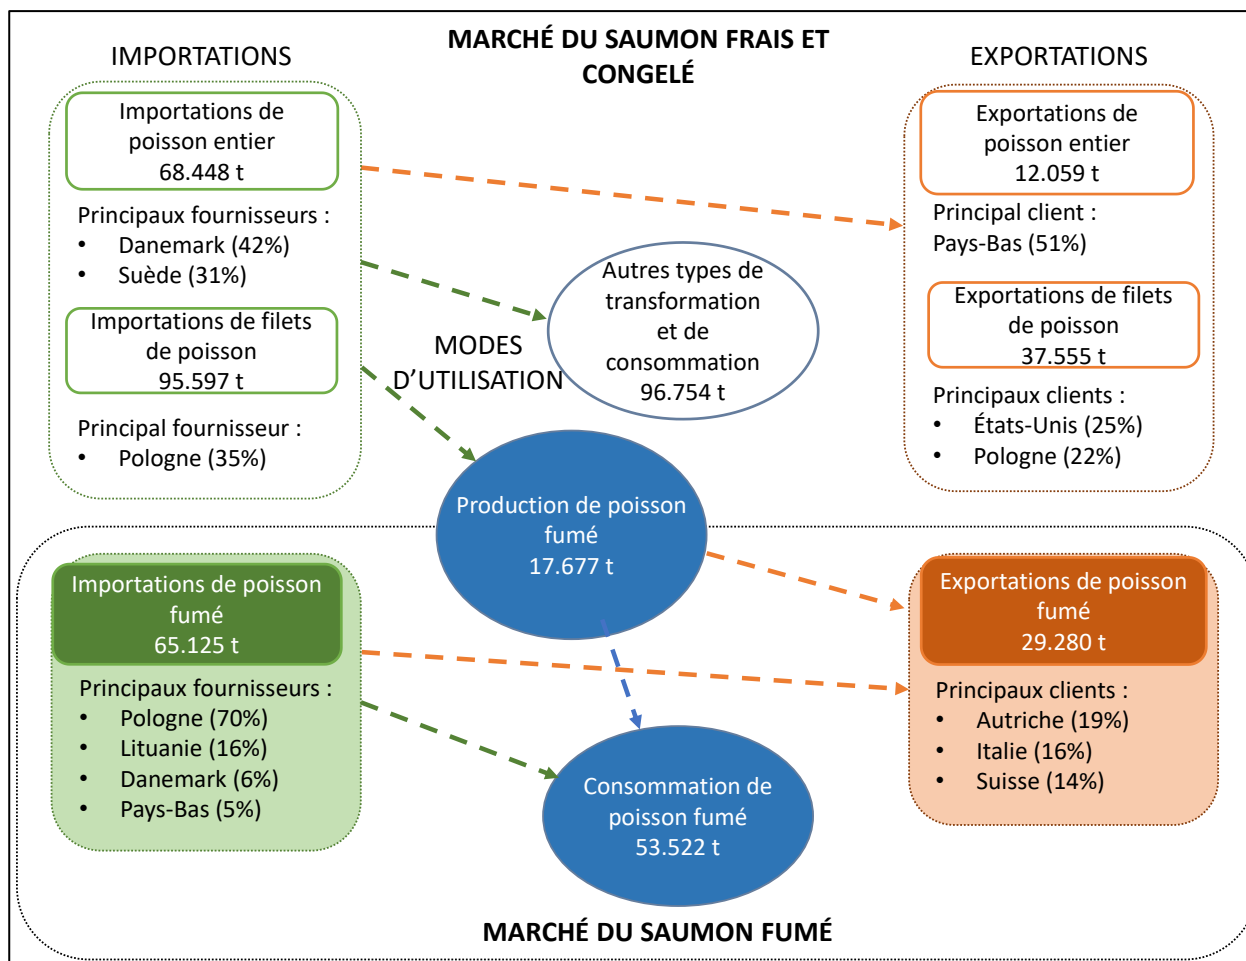 MARCHÉ DU SAUMON FRAIS ET
CONGELÉ
IMPORTATIONS
Importations de
poisson entier
68.448 t
Principaux fournisseurs :
• Danemark (42%)
• Suède (31%)
Importations de filets
de poisson
95.597 t
Principal fournisseur :
• Pologne (35%)
MODES
D’UTILISATION
Autres types de
transformation
et de
consommation
96.754 t
EXPORTATIONS
Exportations de
poisson entier
12.059 t
Principal client :
Pays-Bas (51%)
Exportations de filets
de poisson
37.555 t
Principaux clients :
• États-Unis (25%)
• Pologne (22%)
Production de poisson
fumé
17.677 t
Importations de poisson
fumé
65.125 t
Principaux fournisseurs :
• Pologne (70%)
• Lituanie (16%)
• Danemark (6%)
• Pays-Bas (5%)
Consommation de
poisson fumé
53.522 t
Exportations de poisson
fumé
29.280 t
Principaux clients :
• Autriche (19%)
• Italie (16%)
• Suisse (14%)
MARCHÉ DU SAUMON FUMÉ